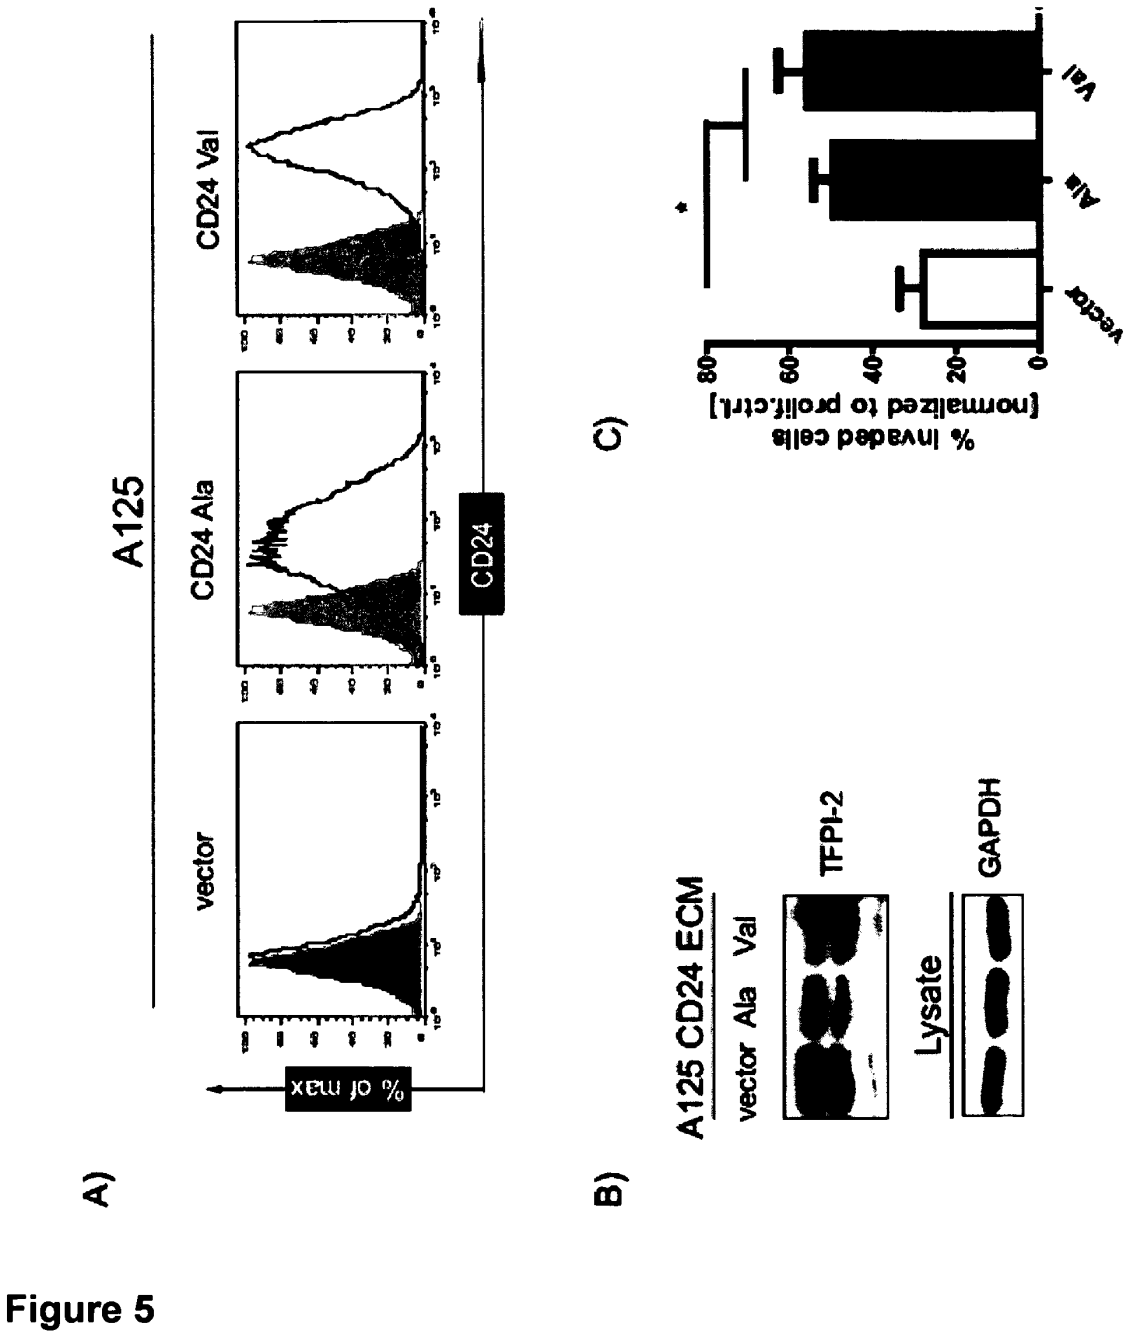 Figure 5
A)
A125
vector
CD24 Ala
CD24 Val
% of max
CD24
B)
A125 CD24 ECM
vector Ala Val
TFPI-2
Lysate
GAPDH
C)
% invaded cells
[normalized to prolif.ctrl.]
80
60
40
20
0
*
vector
Ala
Val